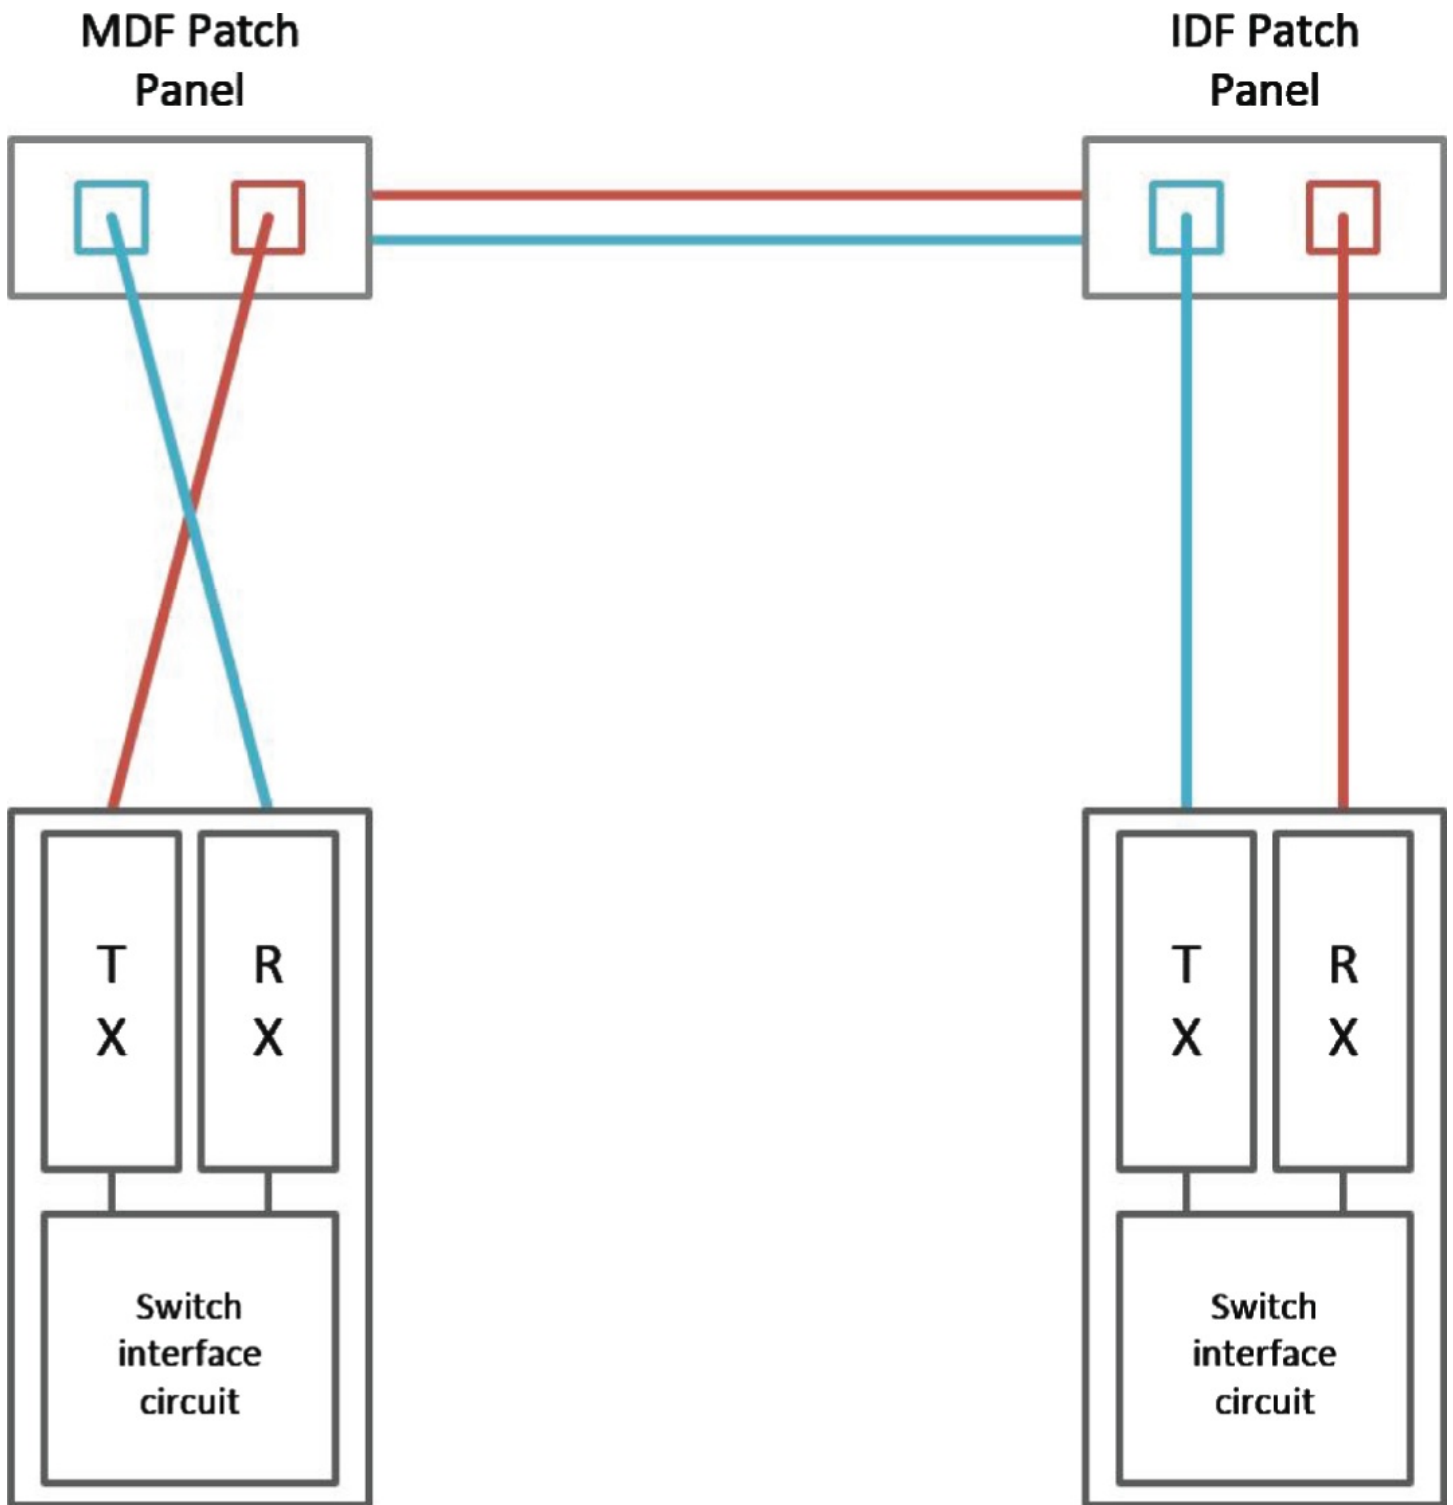 MDF Patch
Panel
IDF Patch
Panel
T
X
R
X
T
X
R
X
Switch
interface
circuit
Switch
interface
circuit